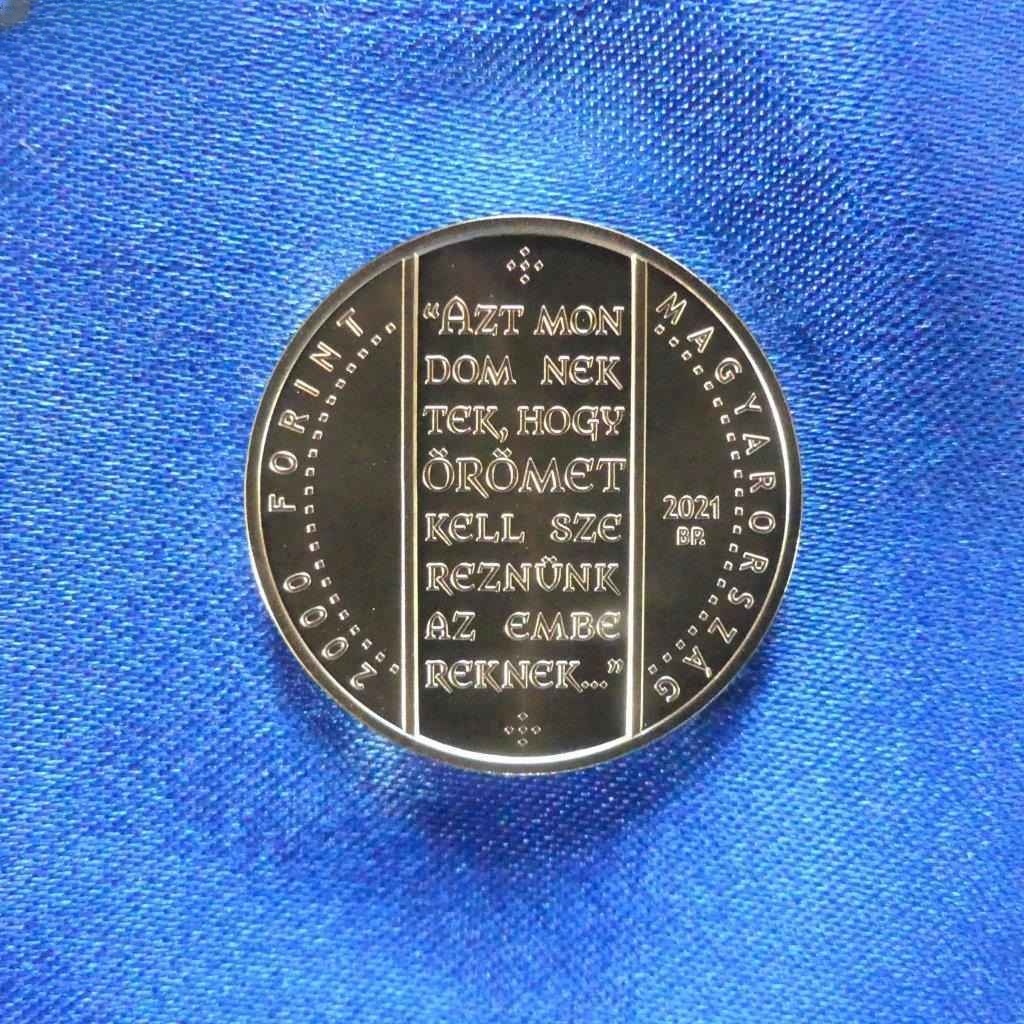 2000 FORINT
“AZT MON
DOM NEK
TEK, HOGY
ÖRÖMET
KELL SZE
REZNÜNK
AZ EMBE
REKNEK...”
MAGYARORSZÁG
2021
BP.